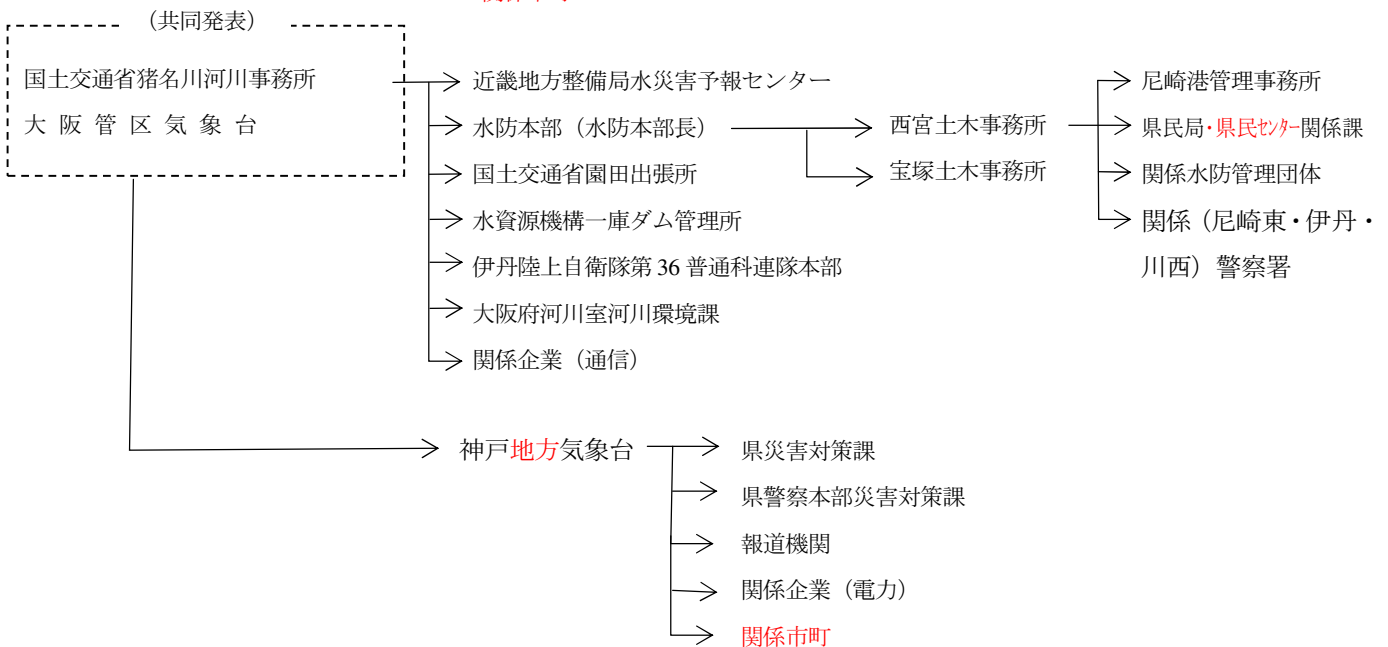 （共同発表）
国土交通省猪名川河川事務所
大阪管区気象台
近畿地方整備局水災害予報センター
水防本部（水防本部長）
国土交通省園田出張所
水資源機構一庫ダム管理所
伊丹陸上自衛隊第36普通科連隊本部
大阪府河川室河川環境課
関係企業（通信）
西宮土木事務所
宝塚土木事務所
尼崎港管理事務所
県民局・県民ｾﾝﾀｰ関係課
関係水防管理団体
関係（尼崎東・伊丹・
川西）警察署
神戸地方気象台
県災害対策課
県警察本部災害対策課
報道機関
関係企業（電力）
関係市町